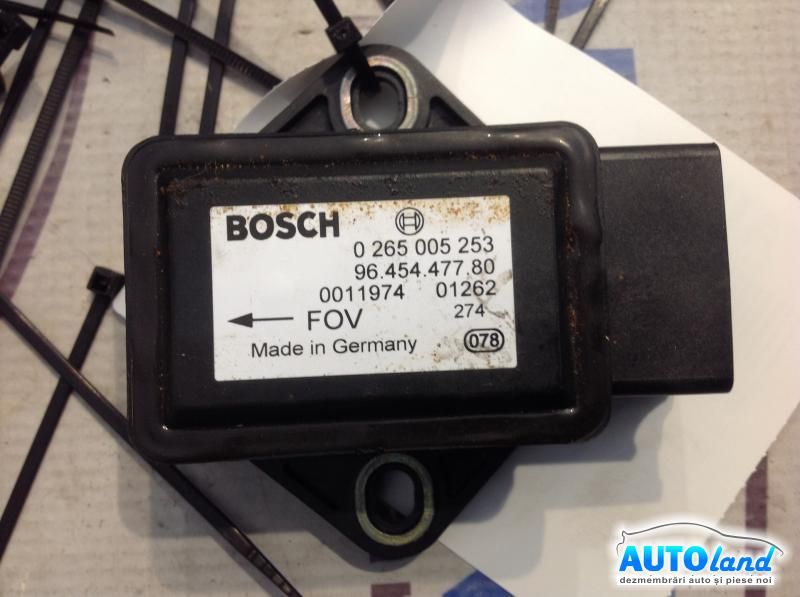 BOSCH
0 265 005 253
96.454.477.80
0011974 01262
FOV 274
Made in Germany 078
AUTOland
dezmembrări auto și piese noi